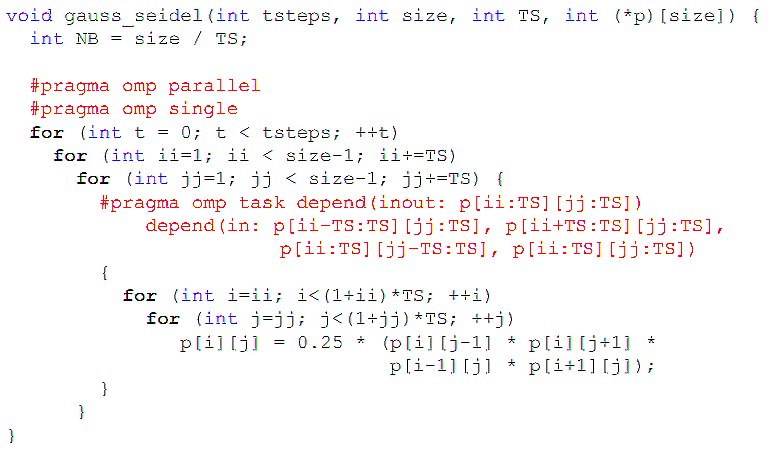 void gauss_seidel(int tsteps, int size, int TS, int (*p)[size]) {
int NB = size / TS;
#pragma omp parallel
#pragma omp single
for (int t = 0; t < tsteps; ++t)
for (int ii=1; ii < size-1; ii+=TS)
for (int jj=1; jj < size-1; jj+=TS) {
#pragma omp task depend(inout: p[ii:TS][jj:TS])
depend(in: p[ii-TS:TS][jj:TS], p[ii+TS:TS][jj:TS],
p[ii:TS][jj-TS:TS], p[ii:TS][jj:TS])
{
for (int i=ii; i<(1+ii)*TS; ++i)
for (int j=jj; j<(1+jj)*TS; ++j)
p[i][j] = 0.25 * (p[i][j-1] * p[i][j+1] *
p[i-1][j] * p[i+1][j]);
}
}
}